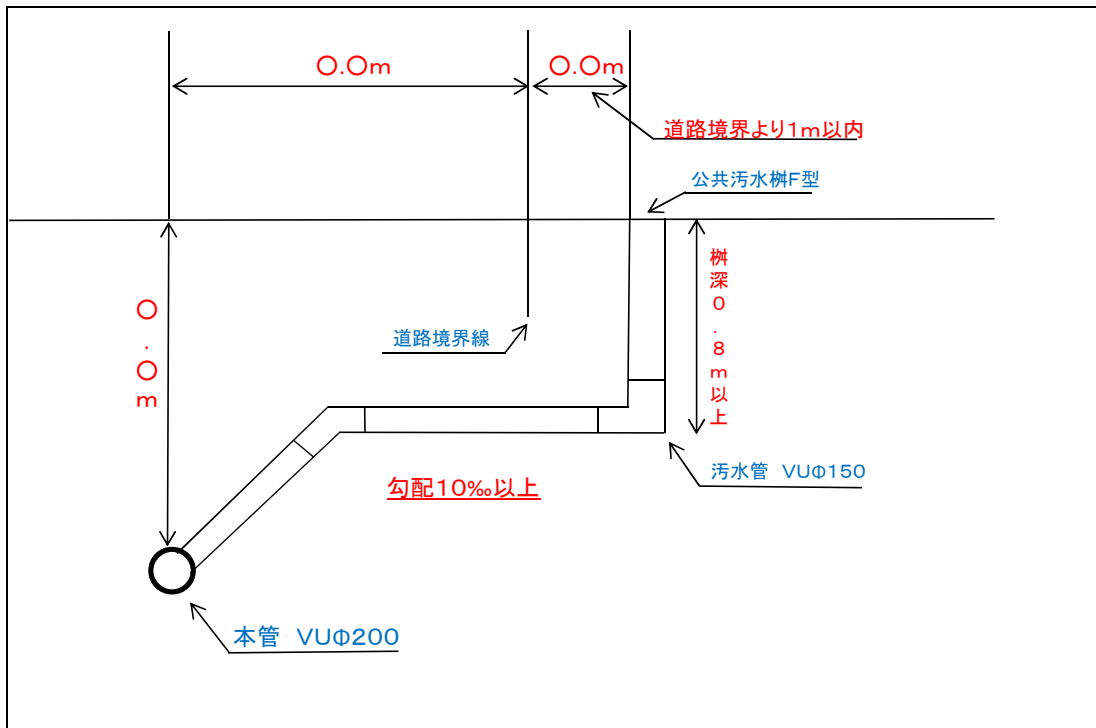 〇.〇m
〇.〇m
道路境界より1m以内
公共汚水桝F型
桝深0.8m以上
〇.〇m
道路境界線
汚水管 VUΦ150
勾配10‰以上
本管 VUΦ200